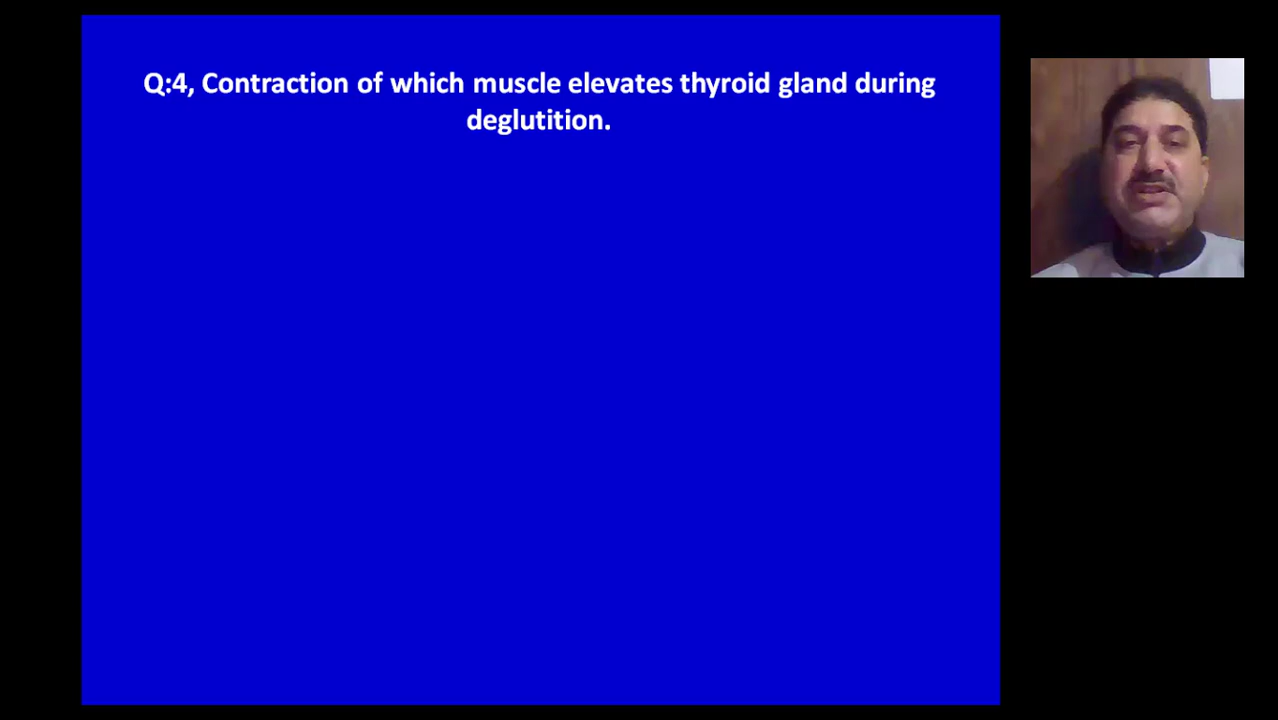 Q:4, Contraction of which muscle elevates thyroid gland during
deglutition.